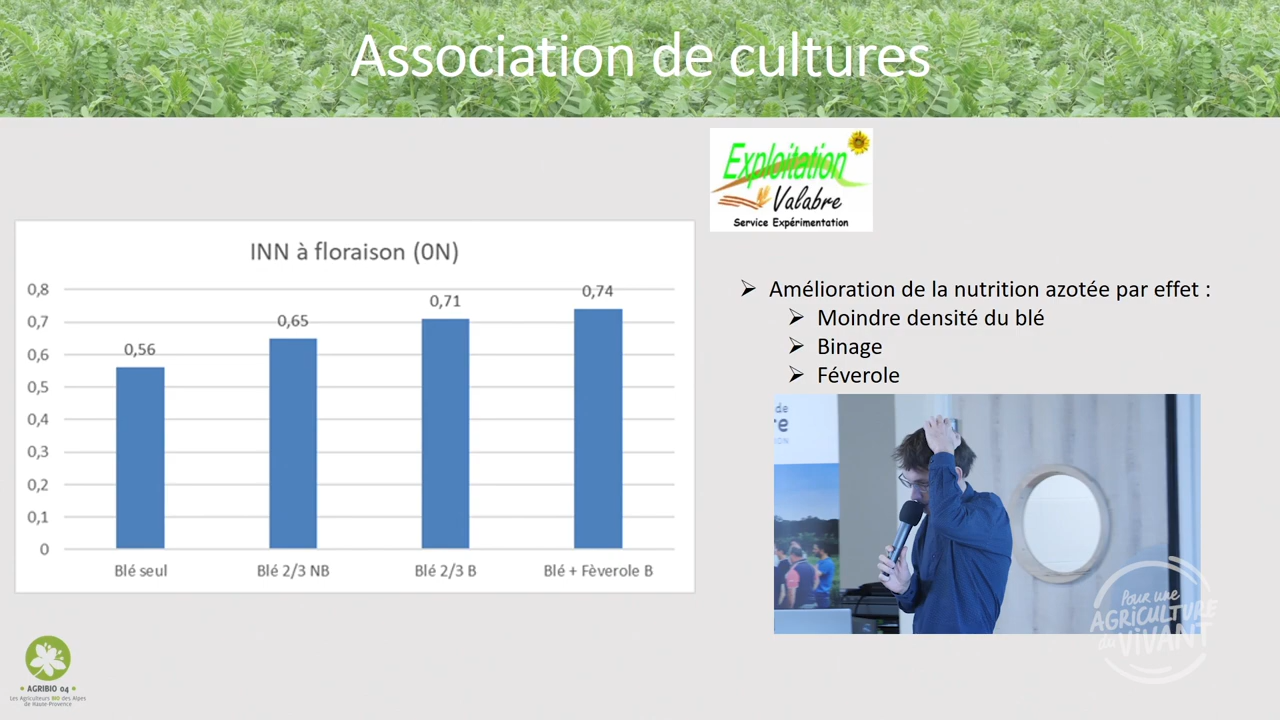 Association de cultures
Exploitation
Valabre
Service Expérimentation
INN à floraison (0N)
0,8
0,7
0,6
0,5
0,4
0,3
0,2
0,1
0
0,56
0,65
0,71
0,74
Blé seul
Blé 2/3 NB
Blé 2/3 B
Blé + Fèverole B
➢ Amélioration de la nutrition azotée par effet :
➢ Moindre densité du blé
➢ Binage
➢ Féverole
de
re
Pour une
AGRiCULTURE
du ViVANT
• AGRIBIO 04 •
Les Agriculteurs BIO des Alpes
de Haute-Provence